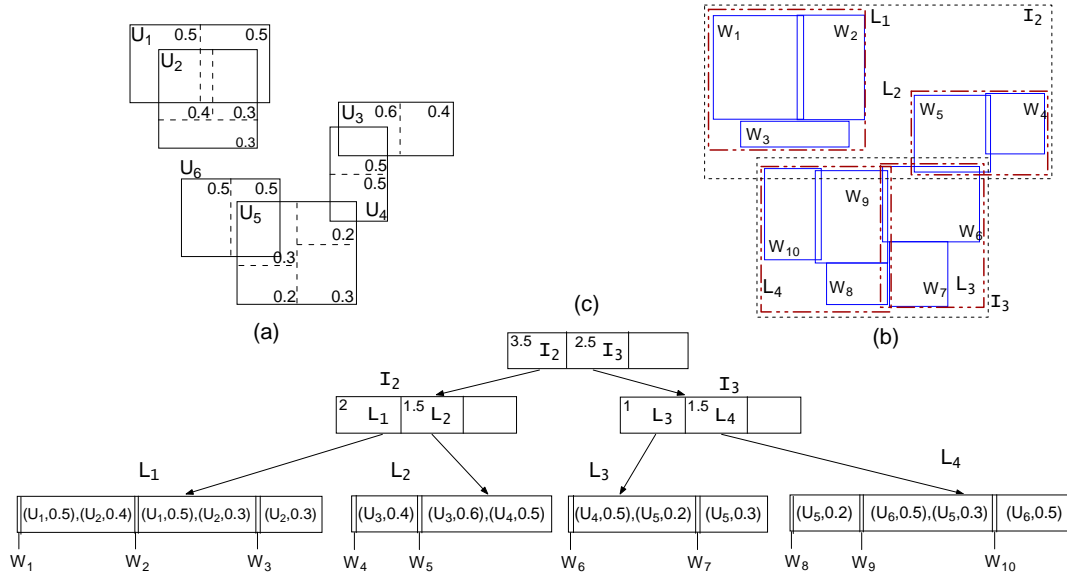 U1 0.5 0.5
U2
0.4 0.3
0.3
U3 0.6 0.4
0.5
0.5
U4
U6
0.5 0.5
U5
0.2
0.3
0.2 0.3
(a)
W1 W2 L1 I2
W3
L2
W5 W4
W9
W10 W6
L4 W8 W7 L3
I3
(b)
(c)
3.5 I2 2.5 I3
I2
2 L1 1.5 L2
I3
1 L3 1.5 L4
L1
(U1,0.5),(U2,0.4) (U1,0.5),(U2,0.3) (U2,0.3)
W1 W2 W3
L2
(U3,0.4) (U3,0.6),(U4,0.5)
W4 W5
L3
(U4,0.5),(U5,0.2) (U5,0.3)
W6 W7
L4
(U5,0.2) (U6,0.5),(U5,0.3) (U6,0.5)
W8 W9 W10